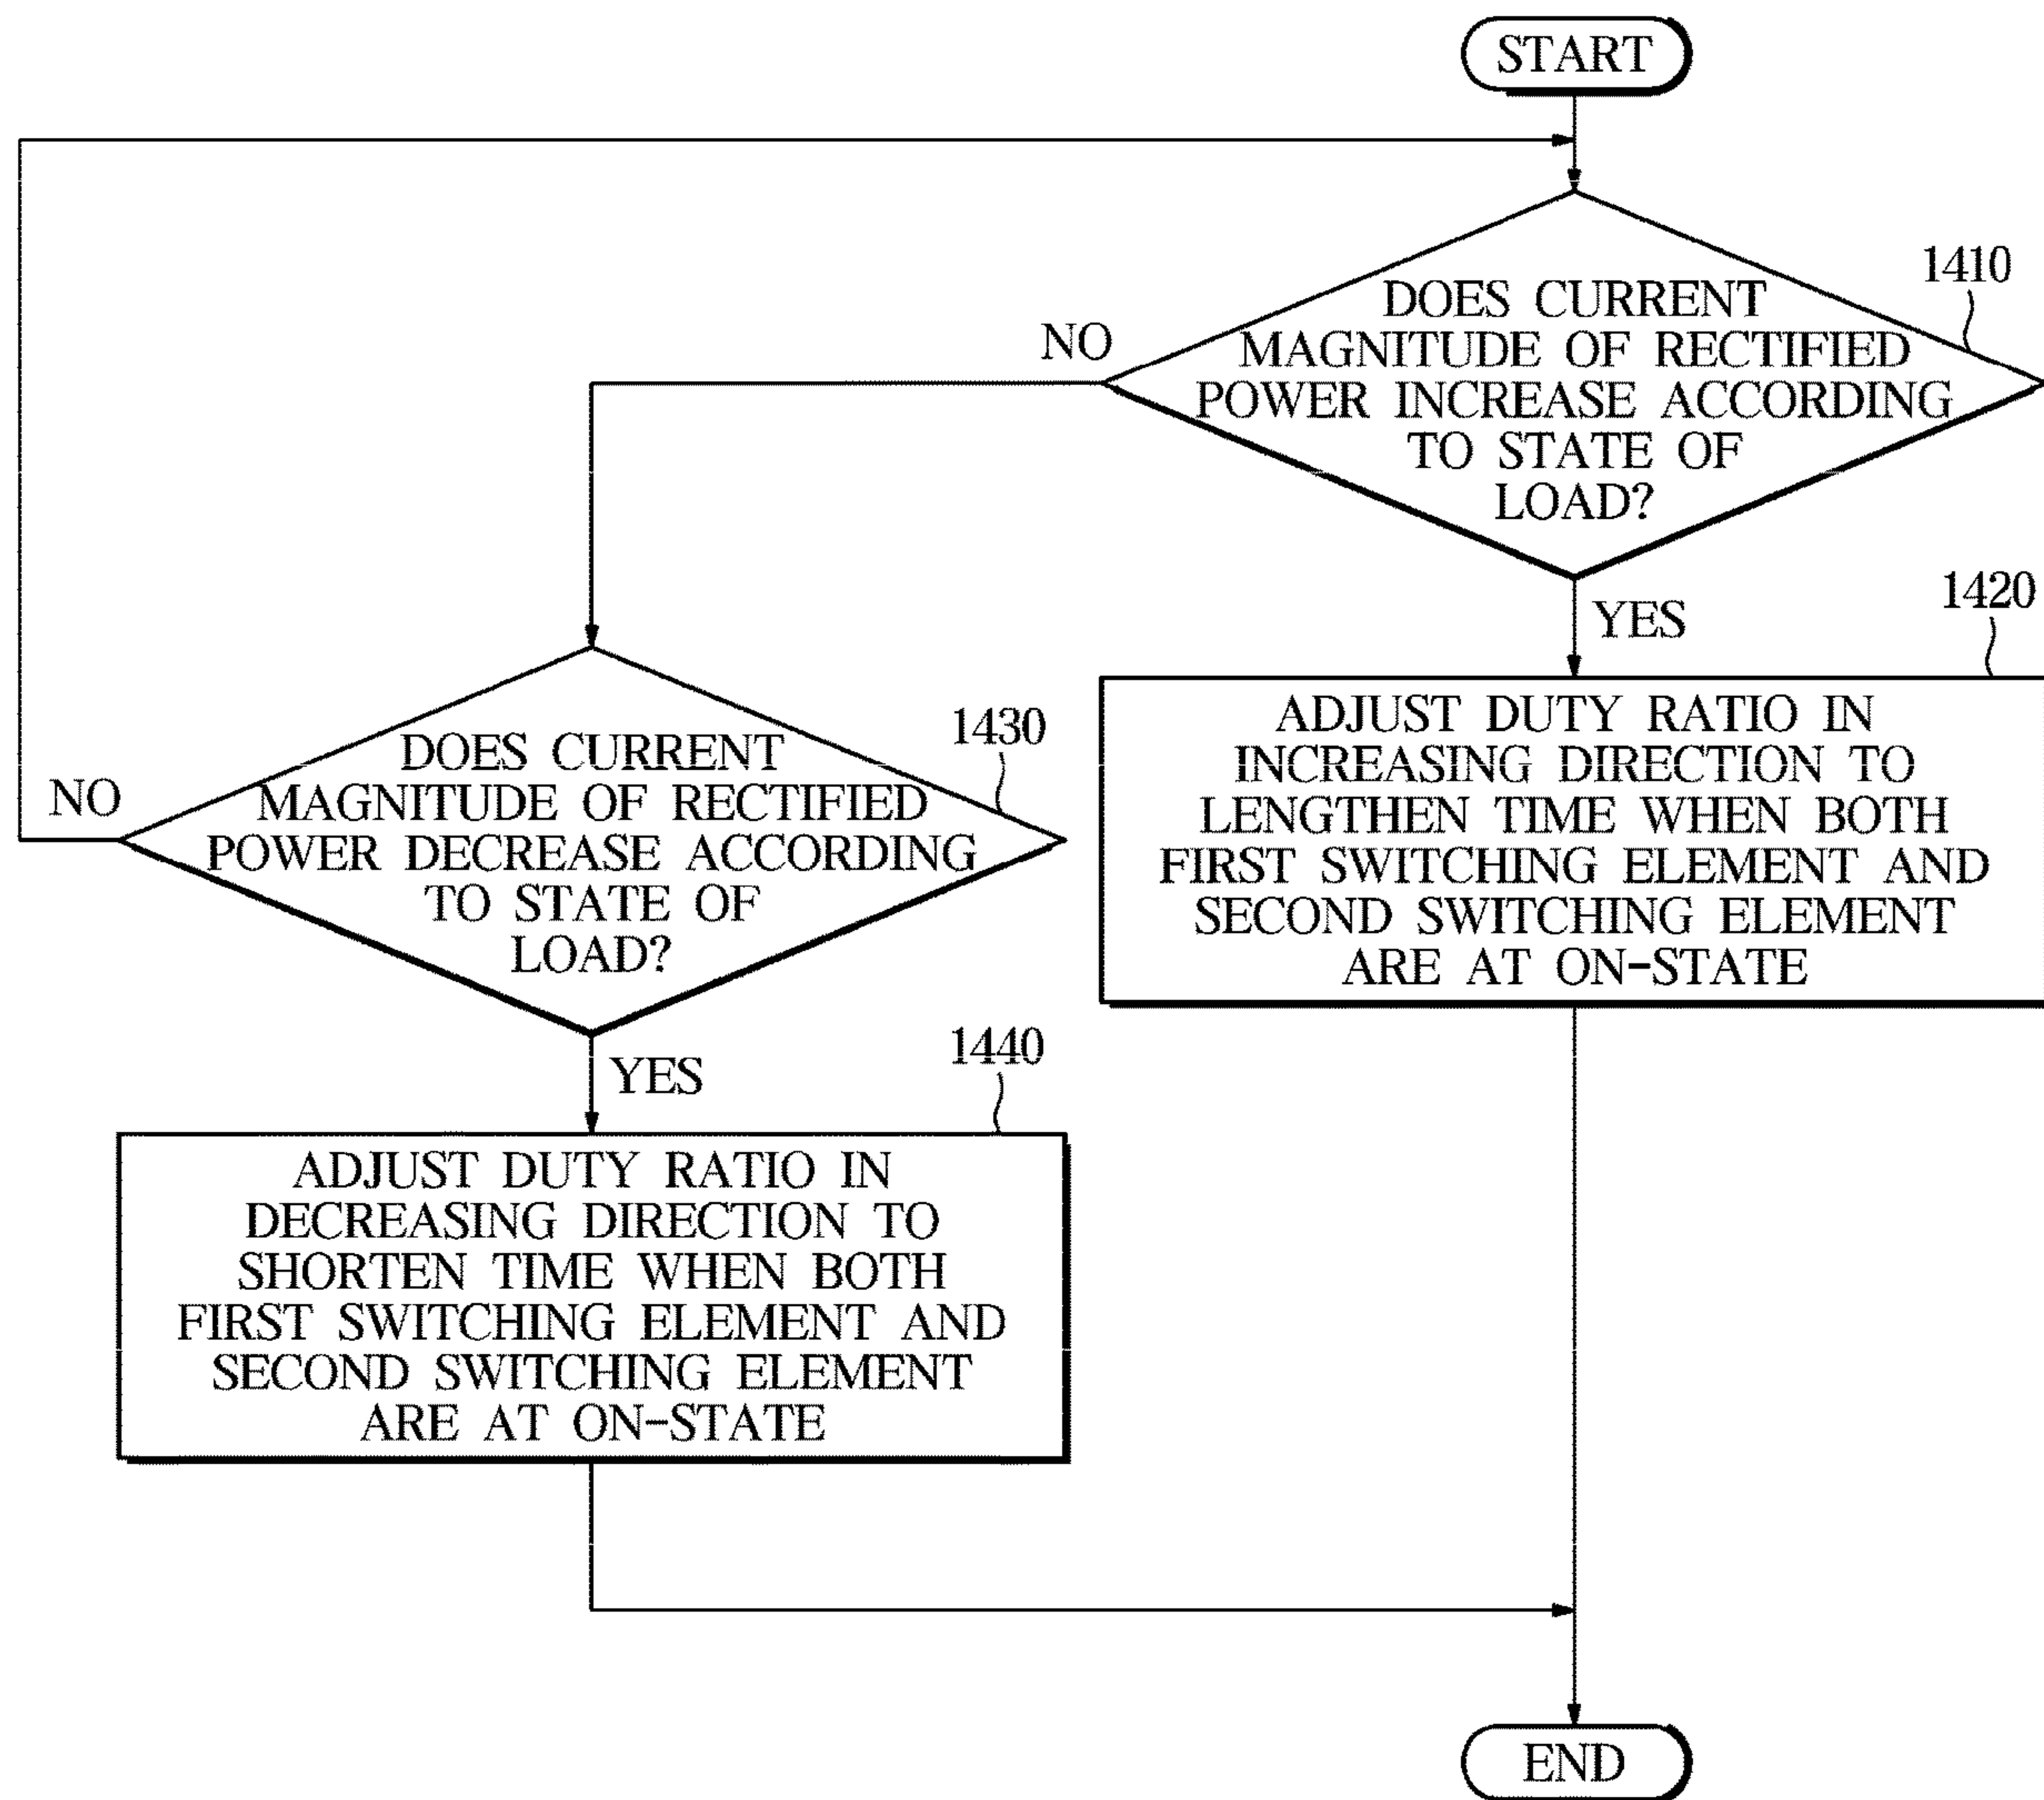 START
1410
DOES CURRENT
MAGNITUDE OF RECTIFIED
POWER INCREASE ACCORDING
TO STATE OF
LOAD?
NO
YES
1420
ADJUST DUTY RATIO IN
INCREASING DIRECTION TO
LENGTHEN TIME WHEN BOTH
FIRST SWITCHING ELEMENT AND
SECOND SWITCHING ELEMENT
ARE AT ON-STATE
1430
DOES CURRENT
MAGNITUDE OF RECTIFIED
POWER DECREASE ACCORDING
TO STATE OF
LOAD?
NO
YES
1440
ADJUST DUTY RATIO IN
DECREASING DIRECTION TO
SHORTEN TIME WHEN BOTH
FIRST SWITCHING ELEMENT AND
SECOND SWITCHING ELEMENT
ARE AT ON-STATE
END